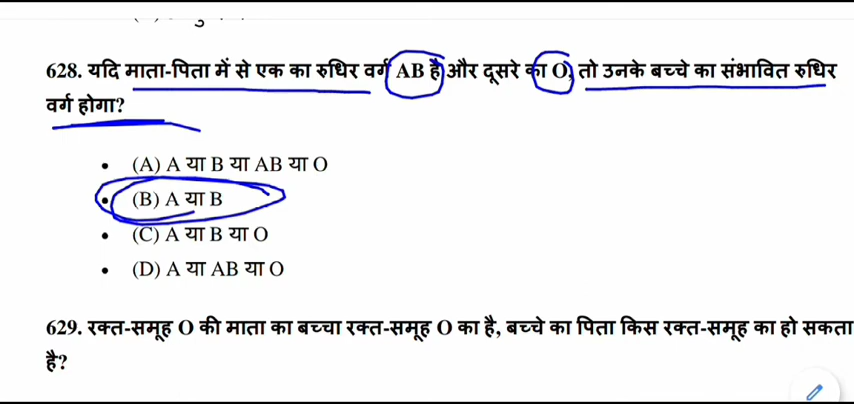 628. यदि माता-पिता में से एक का रुधिर वर्ग AB है और दूसरे का O, तो उनके बच्चे का संभावित रुधिर
वर्ग होगा?
• (A) A या B या AB या O
• (B) A या B
• (C) A या B या O
• (D) A या AB या O
629. रक्त-समूह O की माता का बच्चा रक्त-समूह O का है, बच्चे का पिता किस रक्त-समूह का हो सकता
है?